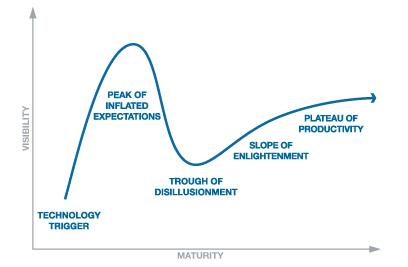 VISIBILITY
PEAK OF
INFLATED
EXPECTATIONS
PLATEAU OF
PRODUCTIVITY
SLOPE OF
ENLIGHTENMENT
TROUGH OF
DISILLUSIONMENT
TECHNOLOGY
TRIGGER
MATURITY